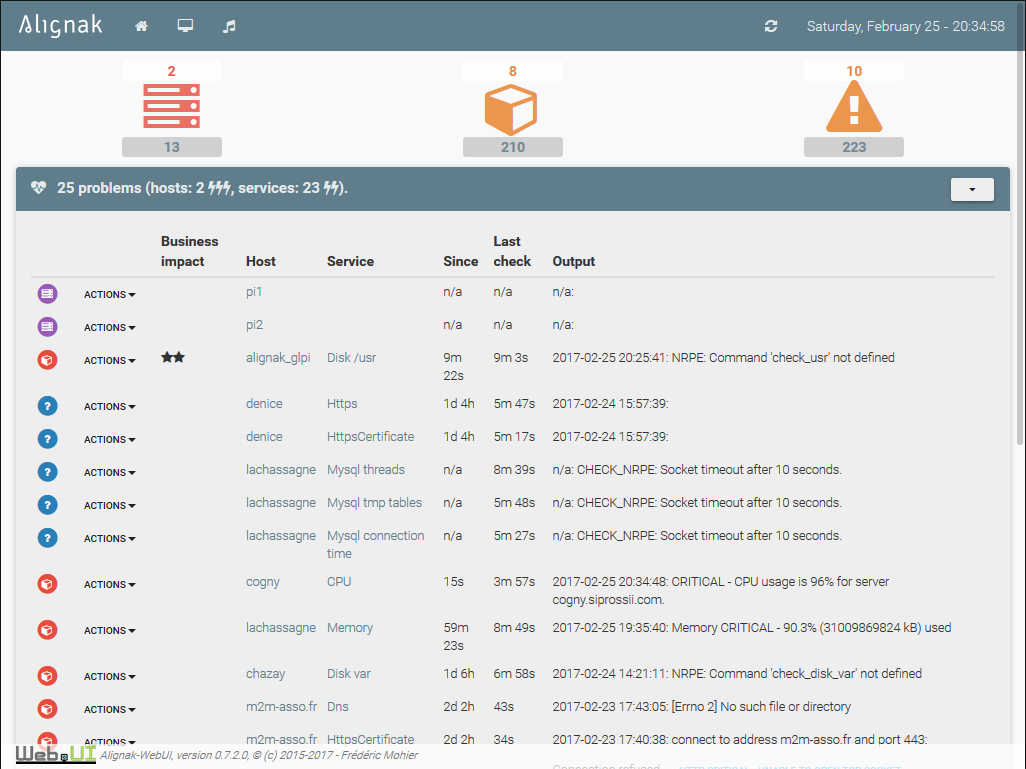 Alignak
Saturday, February 25 - 20:34:58
2 8 10
13 210 223
25 problems (hosts: 2, services: 23).
Business impact Host Service Since Last check Output
ACTIONS pi1 n/a n/a n/a:
ACTIONS pi2 n/a n/a n/a:
ACTIONS alignak_glpi Disk /usr 9m 22s 9m 3s 2017-02-25 20:25:41: NRPE: Command 'check_usr' not defined
ACTIONS denice Https 1d 4h 5m 47s 2017-02-24 15:57:39:
ACTIONS denice HttpsCertificate 1d 4h 5m 17s 2017-02-24 15:57:39:
ACTIONS lachassagne Mysql threads n/a 8m 39s n/a: CHECK_NRPE: Socket timeout after 10 seconds.
ACTIONS lachassagne Mysql tmp tables n/a 5m 48s n/a: CHECK_NRPE: Socket timeout after 10 seconds.
ACTIONS lachassagne Mysql connection time n/a 5m 27s n/a: CHECK_NRPE: Socket timeout after 10 seconds.
ACTIONS cogny CPU 15s 3m 57s 2017-02-25 20:34:48: CRITICAL - CPU usage is 96% for server
cogny.siprossii.com.
ACTIONS lachassagne Memory 59m 23s 8m 49s 2017-02-25 19:35:40: Memory CRITICAL - 90.3% (31009869824 kB) used
ACTIONS chazay Disk var 1d 6h 6m 58s 2017-02-24 14:21:11: NRPE: Command 'check_disk_var' not defined
ACTIONS m2m-asso.fr Dns 2d 2h 43s 2017-02-23 17:43:05: [Errno 2] No such file or directory
ACTIONS m2m-asso.fr HttpsCertificate 2d 2h 34s 2017-02-23 17:40:38: connect to address m2m-asso.fr and port 443:
Connection refused - HTTP CRITICAL - UNABLE TO OPEN TCP SOCKET
Web UI Alignak-WebUI, version 0.7.2.0, © (c) 2015-2017 - Frédéric Mohier